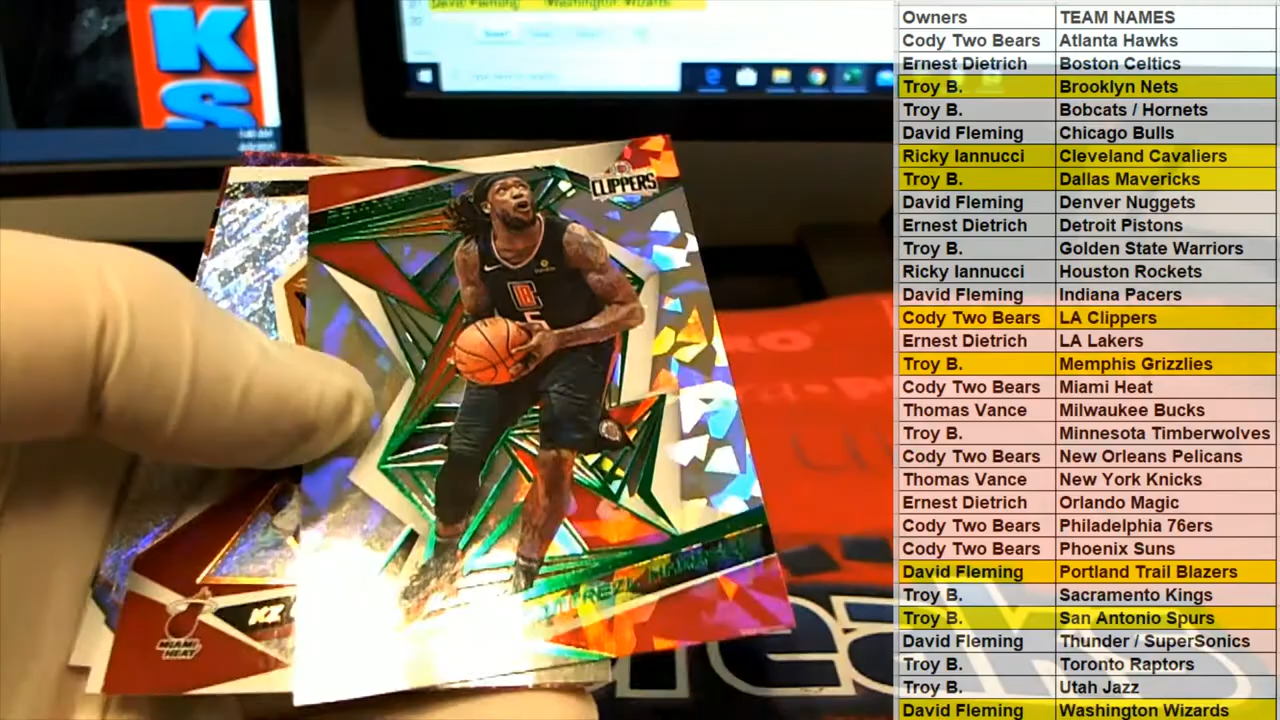 KS
David Fleming Washington Wizards
CLIPPERS
KZ
MIAMI HEAT
Owners TEAM NAMES
Cody Two Bears Atlanta Hawks
Ernest Dietrich Boston Celtics
Troy B. Brooklyn Nets
Troy B. Bobcats / Hornets
David Fleming Chicago Bulls
Ricky Iannucci Cleveland Cavaliers
Troy B. Dallas Mavericks
David Fleming Denver Nuggets
Ernest Dietrich Detroit Pistons
Troy B. Golden State Warriors
Ricky Iannucci Houston Rockets
David Fleming Indiana Pacers
Cody Two Bears LA Clippers
Ernest Dietrich LA Lakers
Troy B. Memphis Grizzlies
Cody Two Bears Miami Heat
Thomas Vance Milwaukee Bucks
Troy B. Minnesota Timberwolves
Cody Two Bears New Orleans Pelicans
Thomas Vance New York Knicks
Ernest Dietrich Orlando Magic
Cody Two Bears Philadelphia 76ers
Cody Two Bears Phoenix Suns
David Fleming Portland Trail Blazers
Troy B. Sacramento Kings
Troy B. San Antonio Spurs
David Fleming Thunder / SuperSonics
Troy B. Toronto Raptors
Troy B. Utah Jazz
David Fleming Washington Wizards